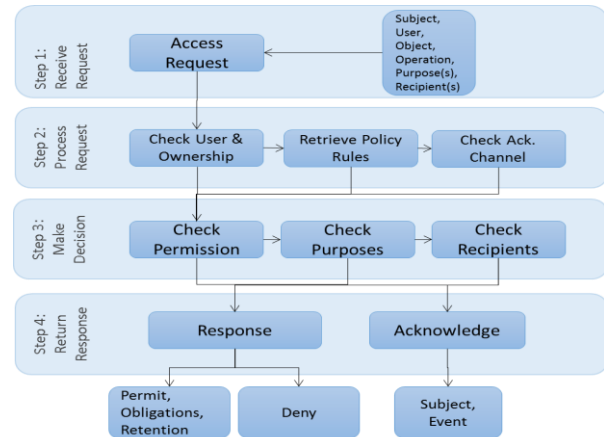 Step 1:
Receive
Request
Access
Request
Subject,
User,
Object,
Operation,
Purpose(s),
Recipient(s)
Step 2:
Process
Request
Check User &
Ownership
Retrieve Policy
Rules
Check Ack.
Channel
Step 3:
Make
Decision
Check
Permission
Check
Purposes
Check
Recipients
Step 4:
Return
Response
Response
Acknowledge
Permit,
Obligations,
Retention
Deny
Subject,
Event